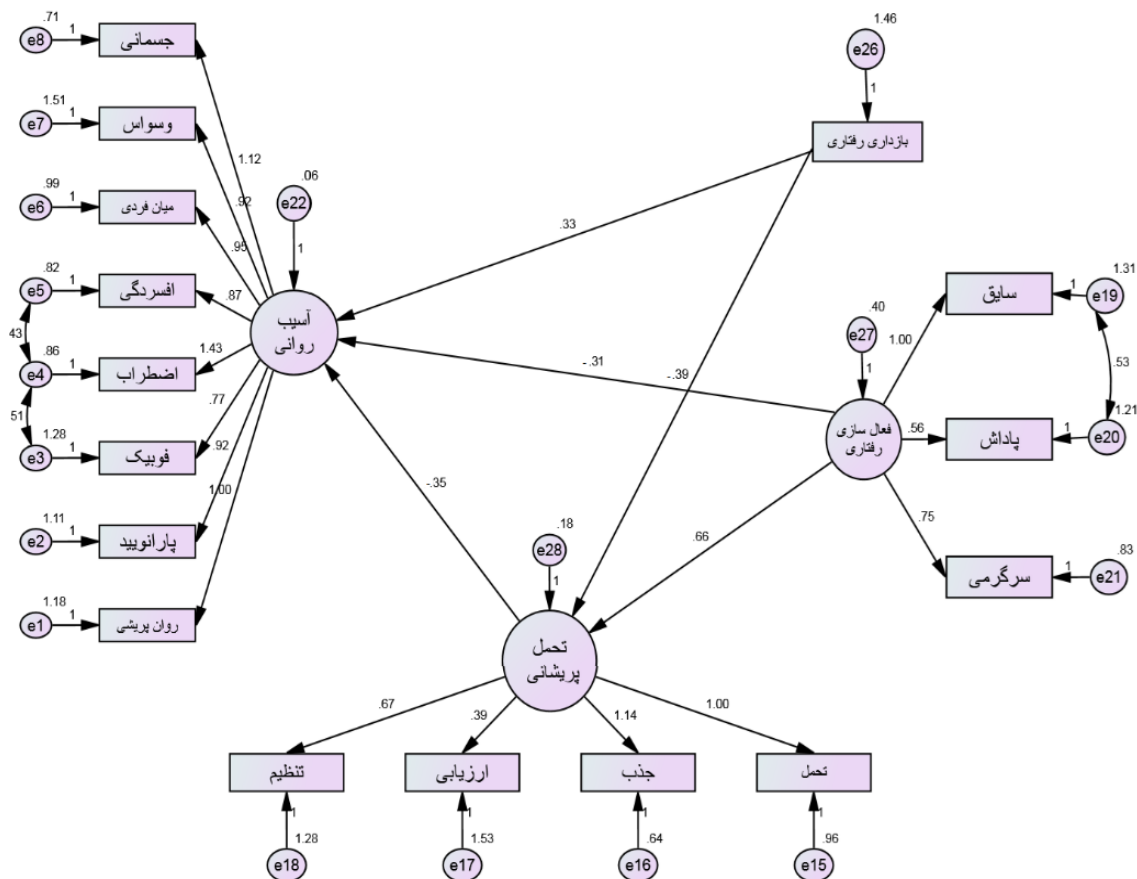 .71
e8
1
جسمانی
1.51
e7
1
وسواس
.99
e6
1
میان فردی
.82
e5
1
افسردگی
43
.86
e4
1
اضطراب
51
1.28
e3
1
فوبیک
1.11
e2
1
پارانویید
1.18
e1
1
روان پریشی
1.12
.92
.95
.87
1.43
.77
.92
1.00
.06
e22
1
آسیب
روانی
1.46
e26
1
بازداری رفتاری
.33
-.31
-.39
-.35
.66
.40
e27
1
فعال سازی
رفتاری
1.00
.56
.75
سایق
1
1.31
e19
.53
پاداش
1
1.21
e20
سرگرمی
1
.83
e21
.18
e28
1
تحمل
پریشانی
.67
.39
1.14
1.00
تنظیم
ارزیابی
جذب
تحمل
1
1
1
1
1.28
1.53
.64
.96
e18
e17
e16
e15